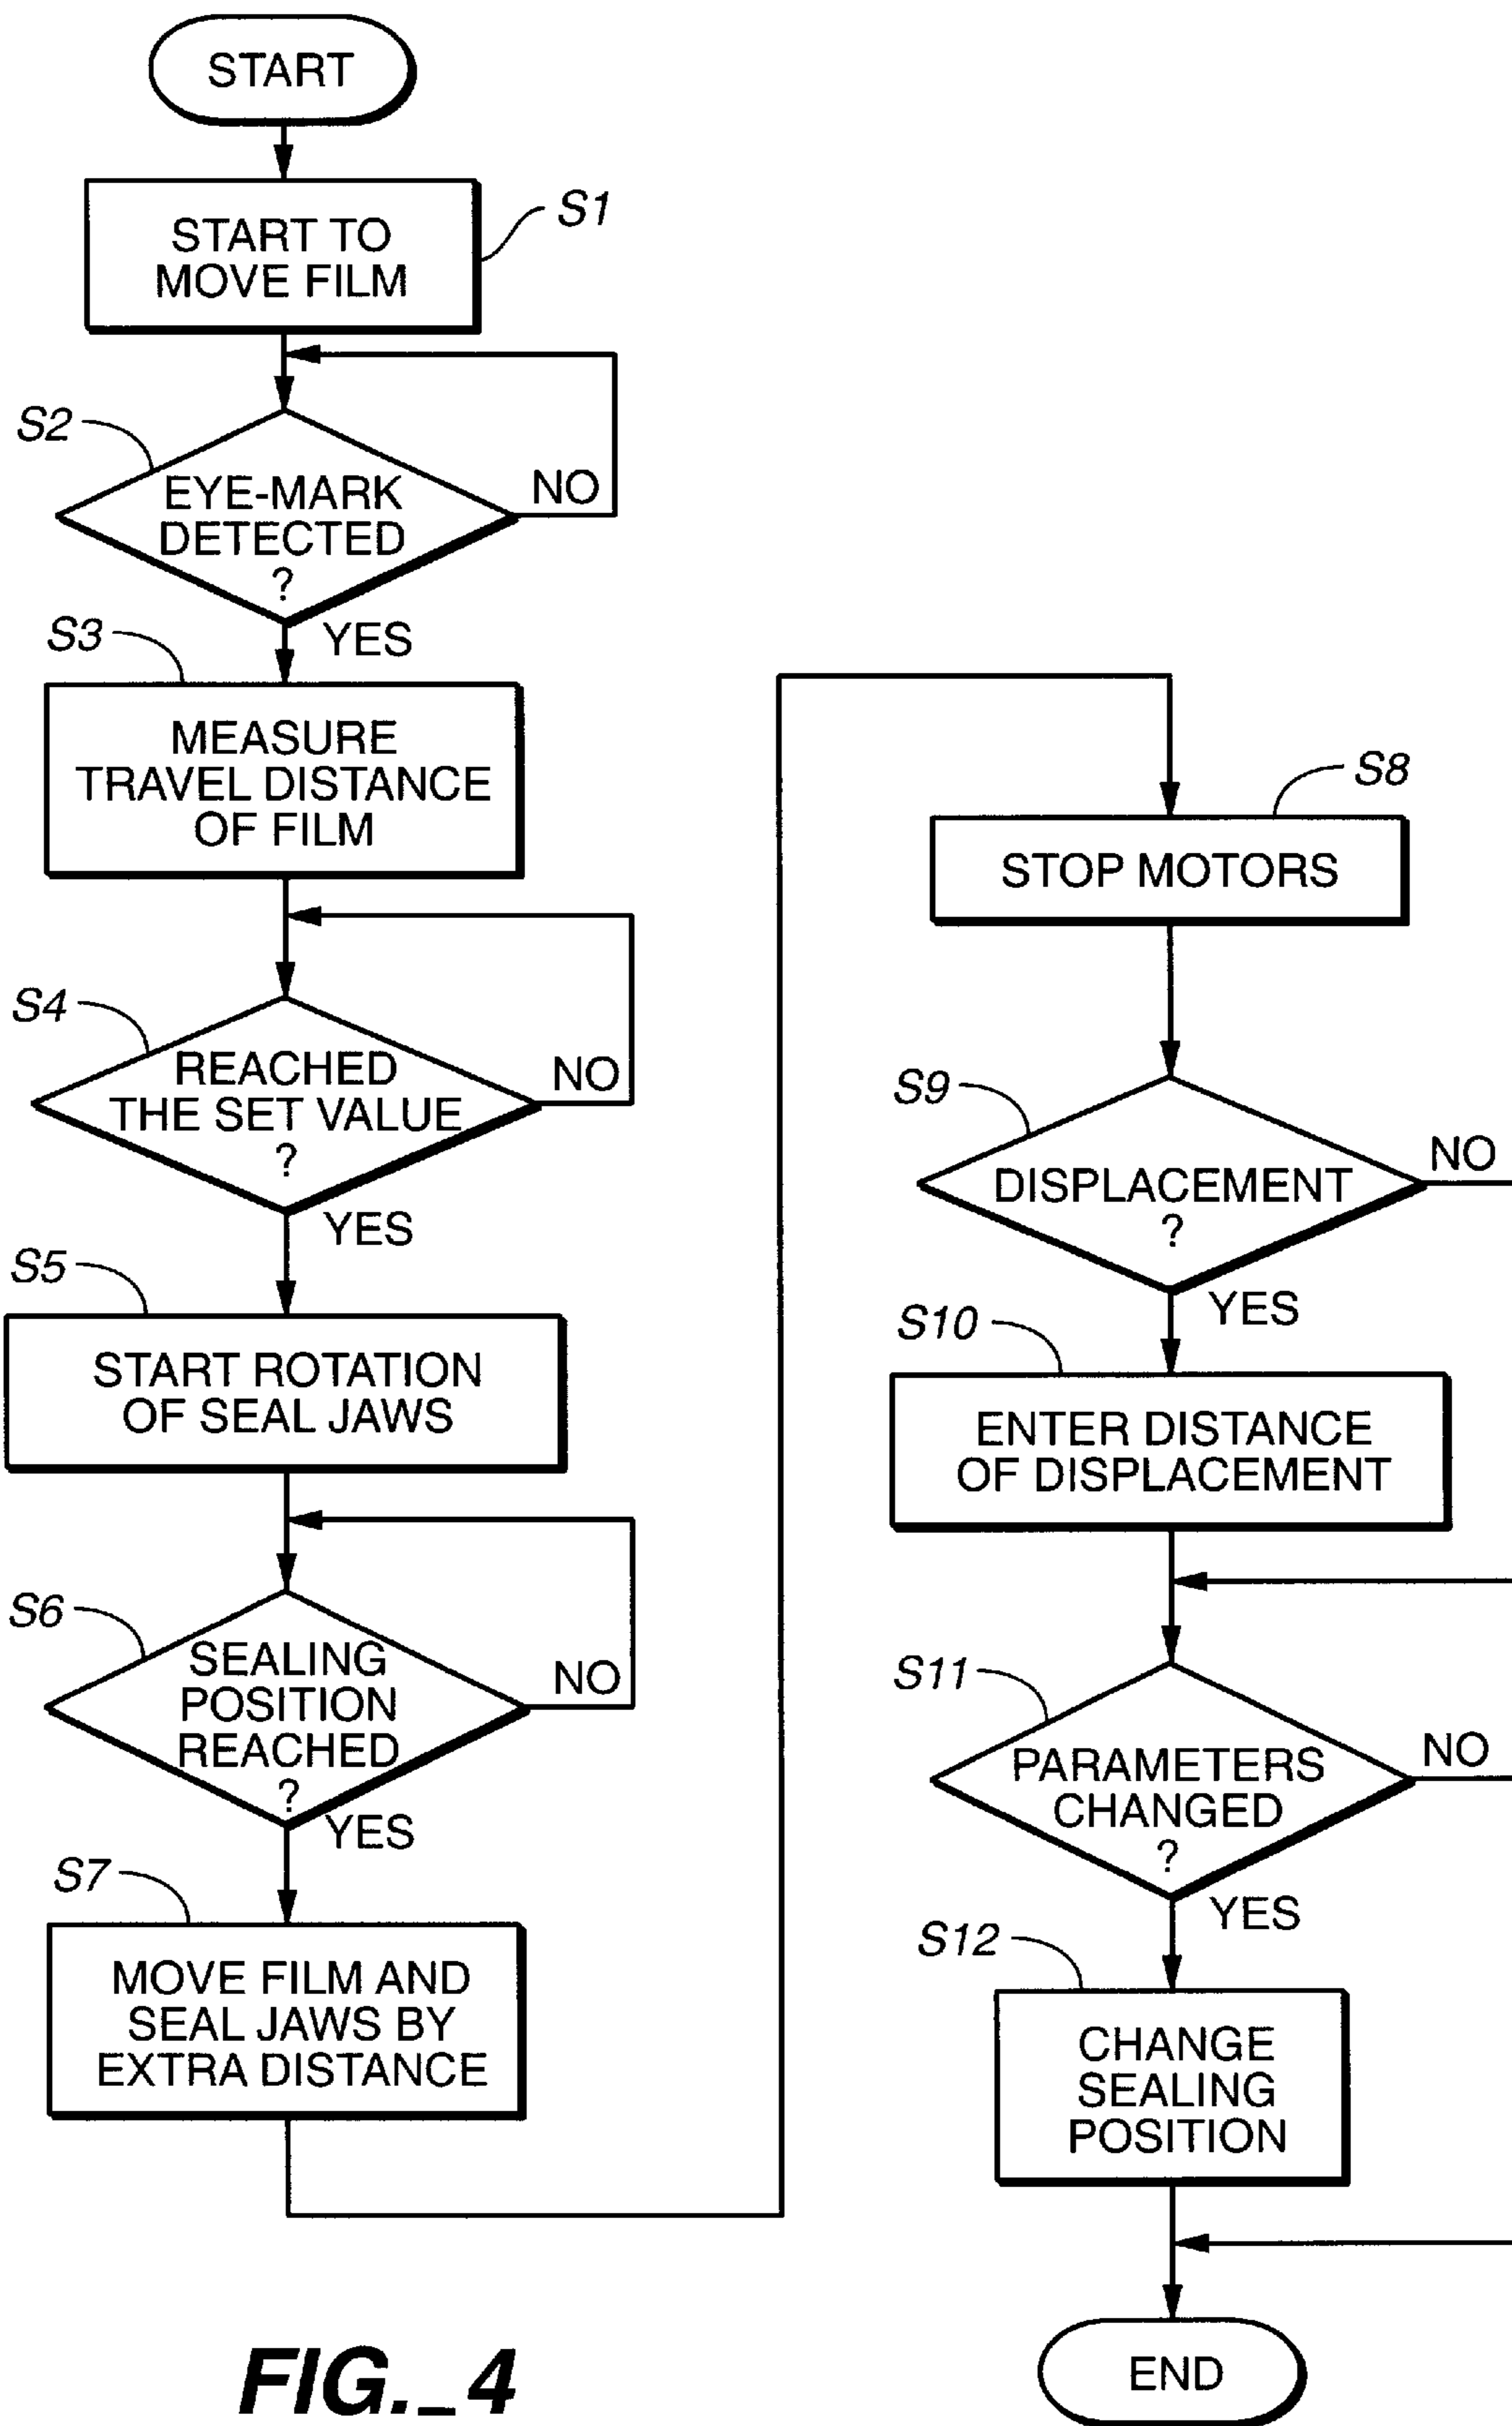 START
S1
START TO
MOVE FILM
S2
EYE-MARK
DETECTED
?
NO
YES
S3
MEASURE
TRAVEL DISTANCE
OF FILM
S4
REACHED
THE SET VALUE
?
NO
YES
S5
START ROTATION
OF SEAL JAWS
S6
SEALING
POSITION
REACHED
?
NO
YES
S7
MOVE FILM AND
SEAL JAWS BY
EXTRA DISTANCE
S8
STOP MOTORS
S9
DISPLACEMENT
?
NO
YES
S10
ENTER DISTANCE
OF DISPLACEMENT
S11
PARAMETERS
CHANGED
?
NO
YES
S12
CHANGE
SEALING
POSITION
END
FIG._4